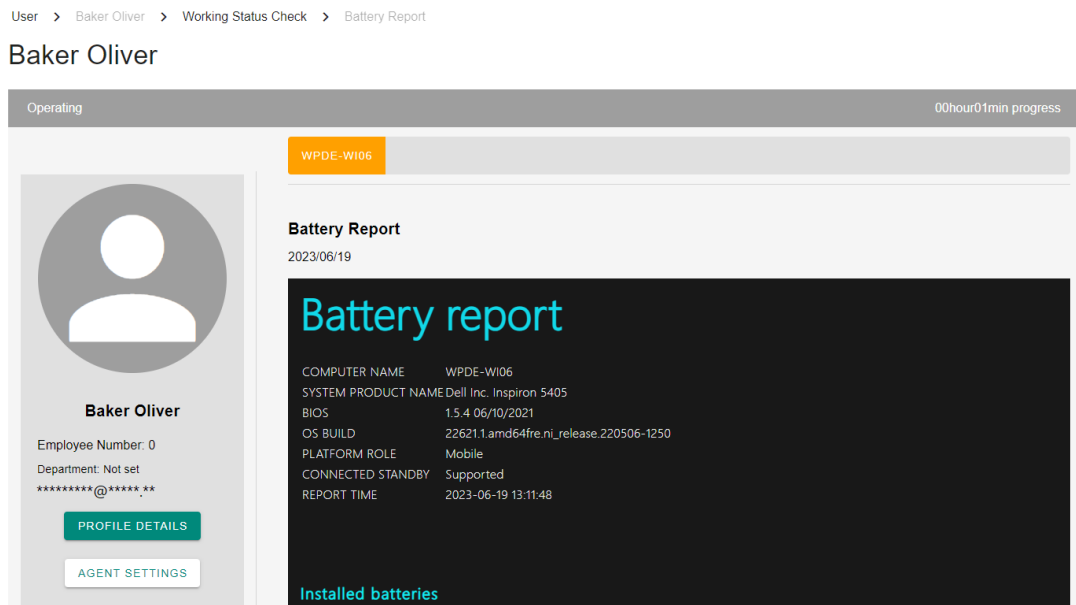 User > Baker Oliver > Working Status Check > Battery Report
Baker Oliver
Operating 00hour01min progress
WPDE-WI06
Battery Report
2023/06/19
Battery report
COMPUTER NAME WPDE-WI06
SYSTEM PRODUCT NAME Dell Inc. Inspiron 5405
BIOS 1.5.4 06/10/2021
OS BUILD 22621.1.amd64fre.ni_release.220506-1250
PLATFORM ROLE Mobile
CONNECTED STANDBY Supported
REPORT TIME 2023-06-19 13:11:48
Installed batteries
Baker Oliver
Employee Number: 0
Department: Not set
*********@*****.**
PROFILE DETAILS
AGENT SETTINGS